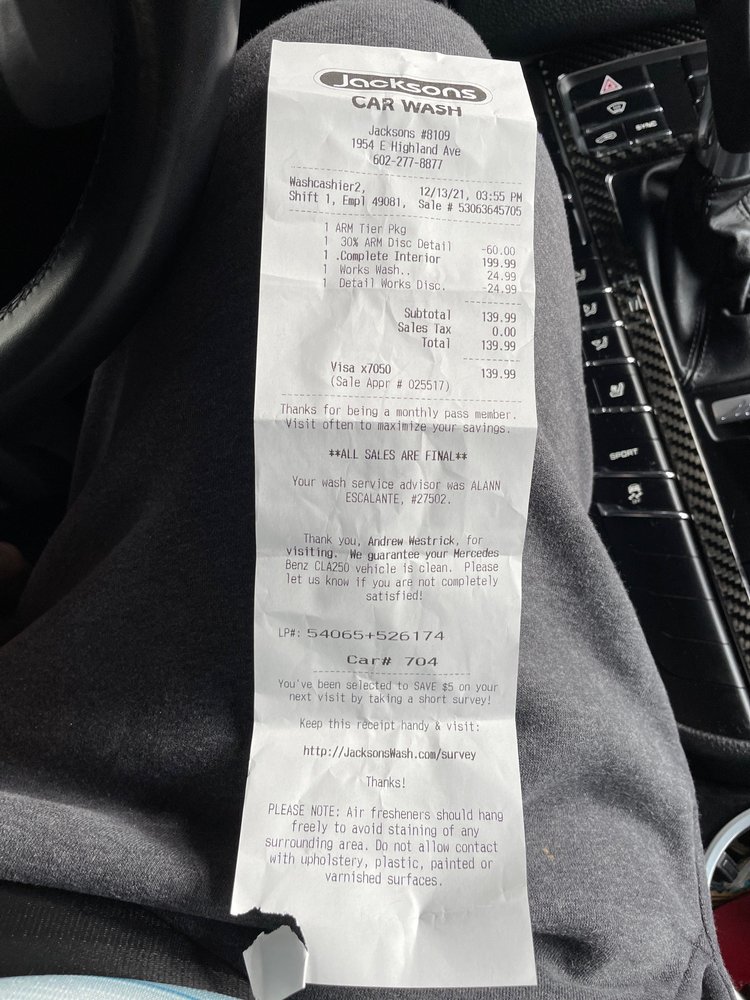 Jacksons
CAR WASH
Jacksons #8109
1954 E Highland Ave
602-277-8877
Washcashier2, 12/13/21, 03:55 PM
Shift 1, Empl 49081, Sale # 53063645705
1 ARM Tier Pkg
1 30% ARM Disc Detail -60.00
1 .Complete Interior 199.99
1 Works Wash.. 24.99
1 Detail Works Disc. -24.99
Subtotal 139.99
Sales Tax 0.00
Total 139.99
Visa x7050 139.99
(Sale Appr # 025517)
Thanks for being a monthly pass member.
Visit often to maximize your savings.
**ALL SALES ARE FINAL**
Your wash service advisor was ALANN
ESCALANTE, #27502.
Thank you, Andrew Westrick, for
visiting. We guarantee your Mercedes
Benz CLA250 vehicle is clean. Please
let us know if you are not completely
satisfied!
LP#: 54065+526174
Car# 704
You've been selected to SAVE $5 on your
next visit by taking a short survey!
Keep this receipt handy & visit:
http://JacksonsWash.com/survey
Thanks!
PLEASE NOTE: Air fresheners should hang
freely to avoid staining of any
surrounding area. Do not allow contact
with upholstery, plastic, painted or
varnished surfaces.
SYNC
SPORT